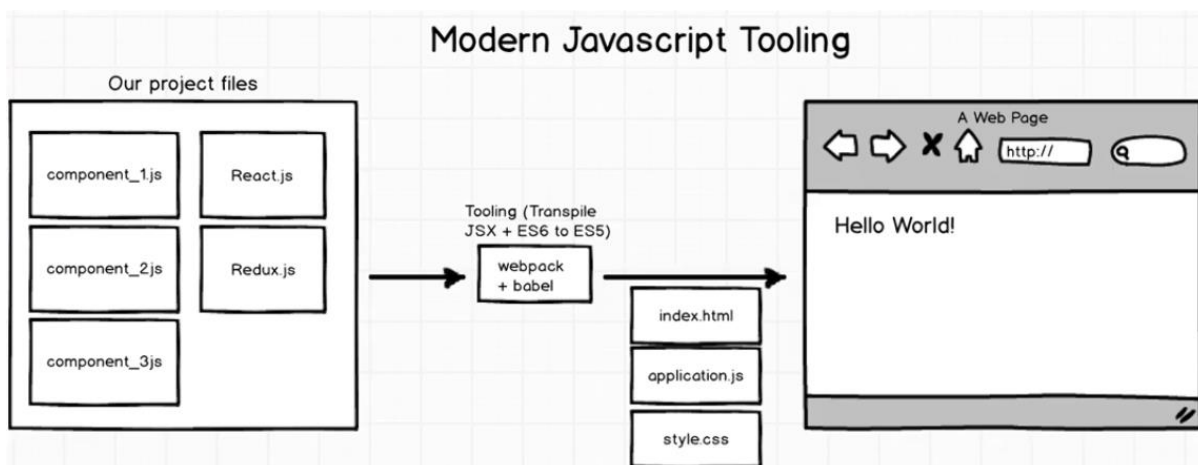 Modern Javascript Tooling
Our project files
component_1.js
React.js
component_2js
Redux.js
component_3js
Tooling (Transpile
JSX + ES6 to ES5)
webpack
+ babel
index.html
application.js
style.css
A Web Page
http://
Hello World!